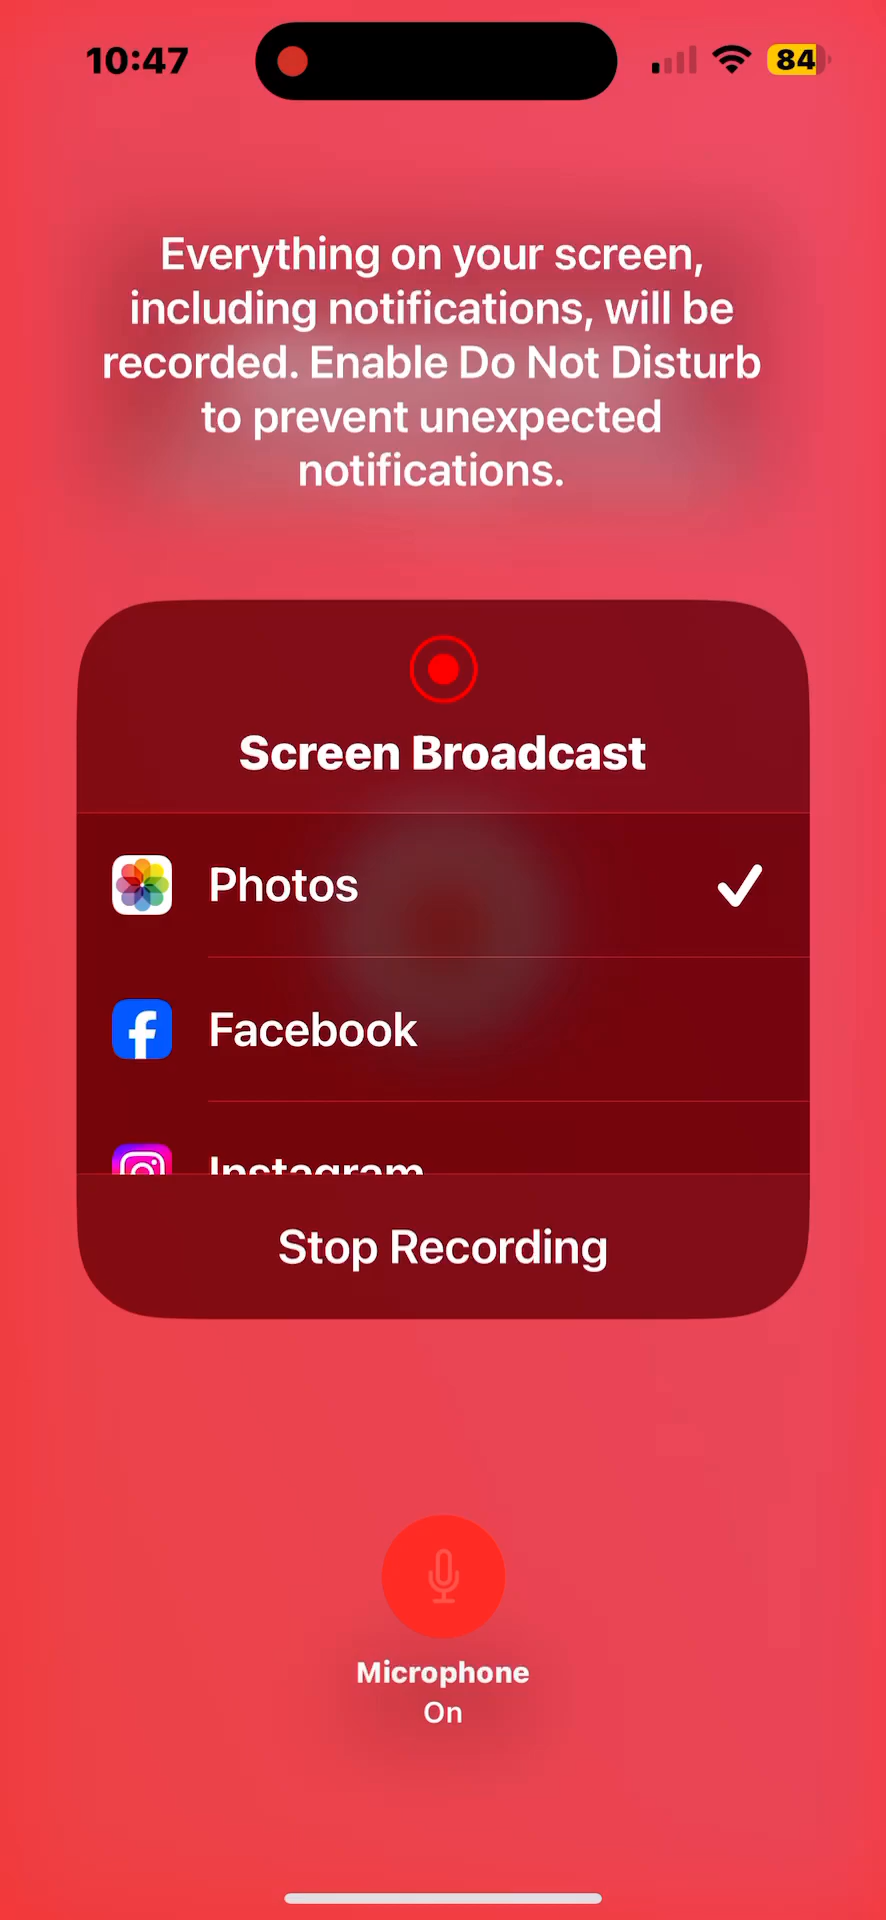 10:47
84
Everything on your screen,
including notifications, will be
recorded. Enable Do Not Disturb
to prevent unexpected
notifications.
Screen Broadcast
Photos
Facebook
Instagram
Stop Recording
Microphone
On